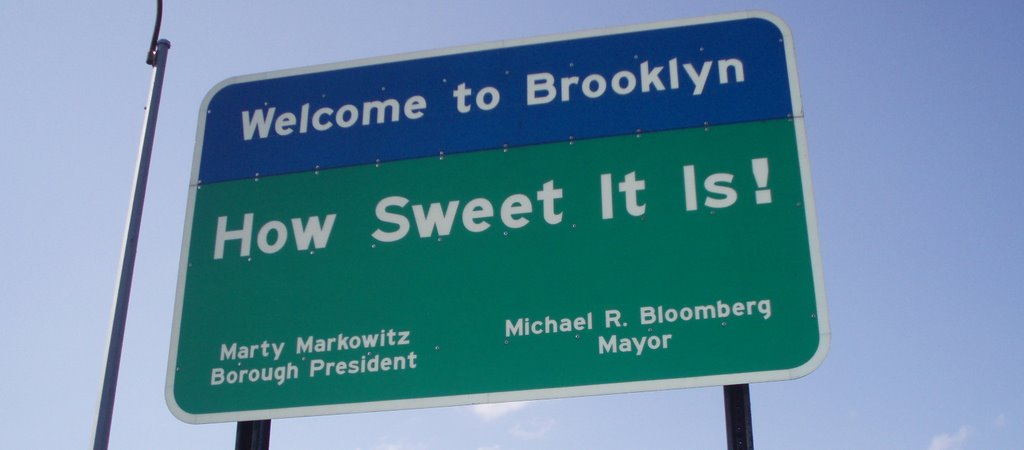 Welcome to Brooklyn
How Sweet It Is!
Marty Markowitz
Borough President
Michael R. Bloomberg
Mayor